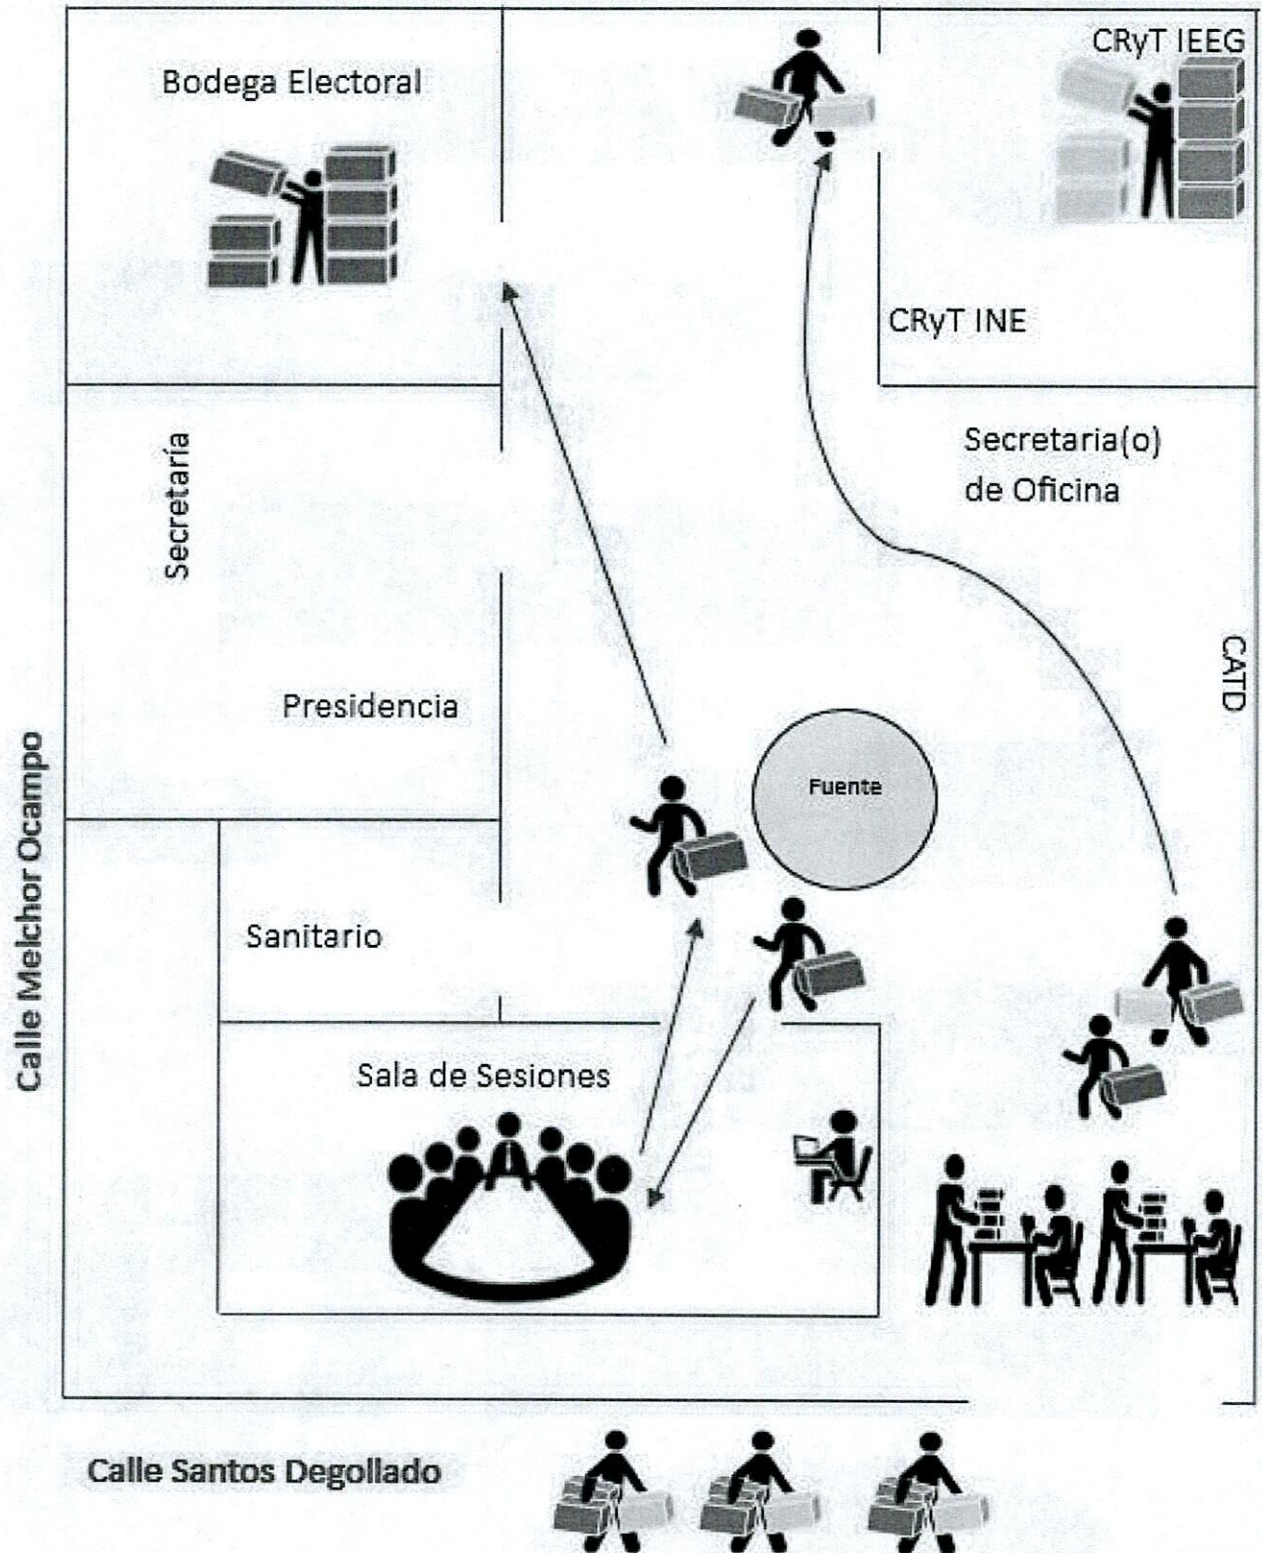 Bodega Electoral
CRyT IEEG
CRyT INE
Secretaría
Secretaria(o)
de Oficina
CATD
Presidencia
Fuente
Calle Melchor Ocampo
Sanitario
Sala de Sesiones
Calle Santos Degollado